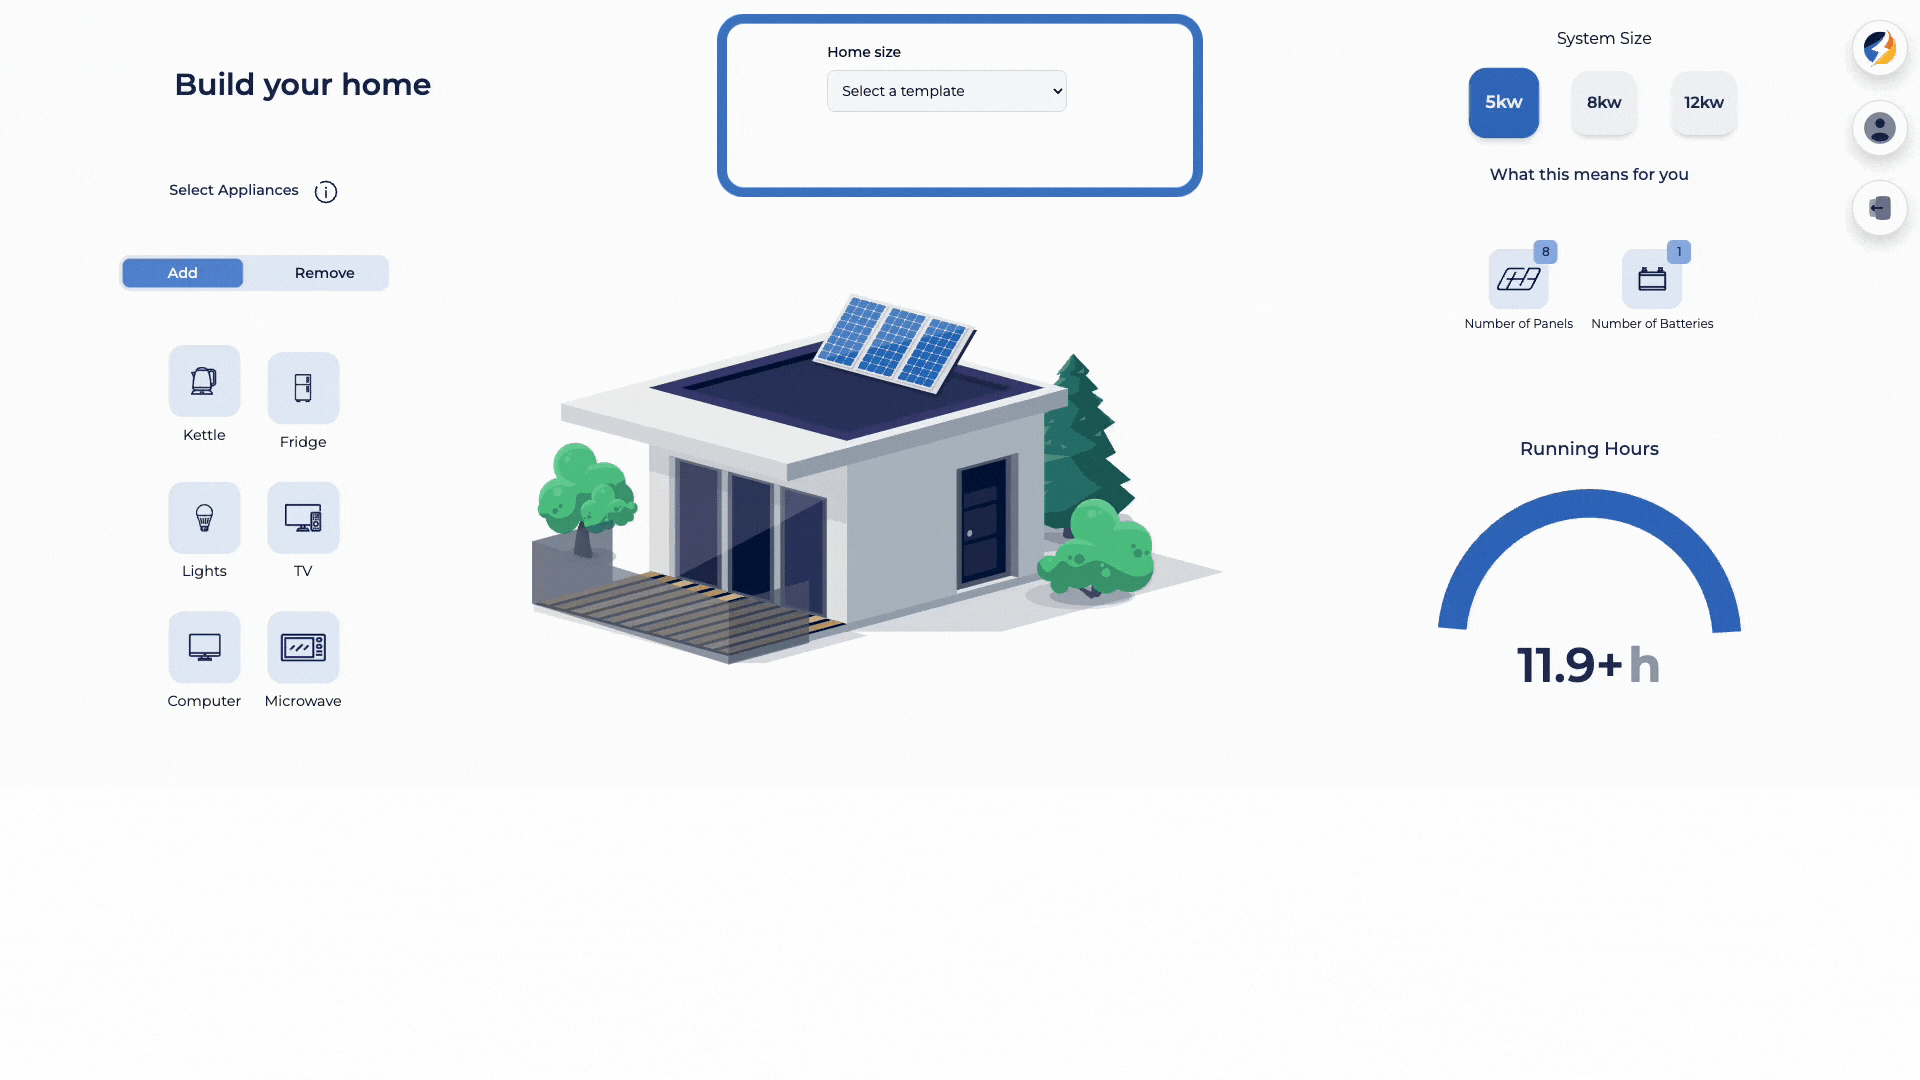 Build your home
Select Appliances
Add
Remove
Kettle
Fridge
Lights
TV
Computer
Microwave
Home size
Select a template
System Size
5kw
8kw
12kw
What this means for you
8
1
Number of Panels
Number of Batteries
Running Hours
11.9+h